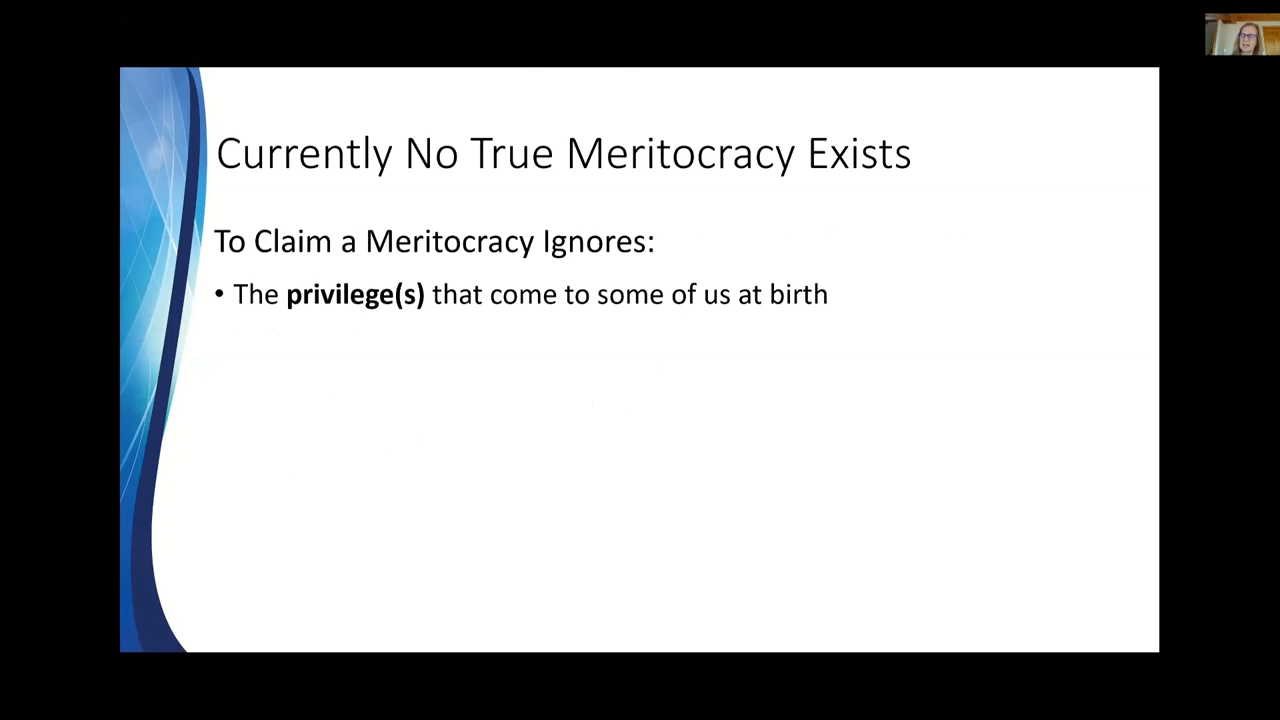 Currently No True Meritocracy Exists
To Claim a Meritocracy Ignores:
• The privilege(s) that come to some of us at birth